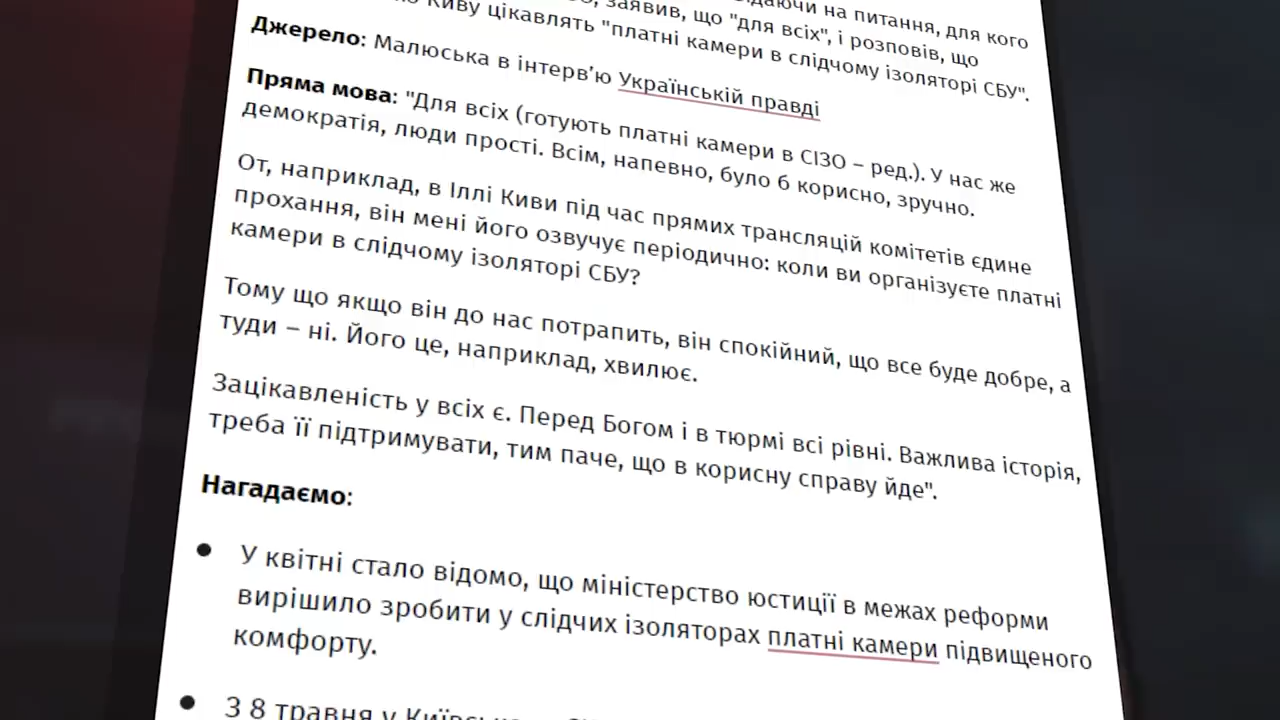 на питання, для кого
заявив, що "для всіх", і розповів, що
Киву цікавлять "платні камери в слідчому ізоляторі СБУ".
Джерело: Малюська в інтерв’ю Українській правді
Пряма мова: "Для всіх (готують платні камери в СІЗО – ред.). У нас же
демократія, люди прості. Всім, напевно, було б корисно, зручно.
От, наприклад, в Іллі Киви під час прямих трансляцій комітетів єдине
прохання, він мені його озвучує періодично: коли ви організуєте платні
камери в слідчому ізоляторі СБУ?
Тому що якщо він до нас потрапить, він спокійний, що все буде добре, а
туди – ні. Його це, наприклад, хвилює.
Зацікавленість у всіх є. Перед Богом і в тюрмі всі рівні. Важлива історія,
треба її підтримувати, тим паче, що в корисну справу йде".
Нагадаємо:
● У квітні стало відомо, що міністерство юстиції в межах реформи
вирішило зробити у слідчих ізоляторах платні камери підвищеного
комфорту.
● З 8 травня у